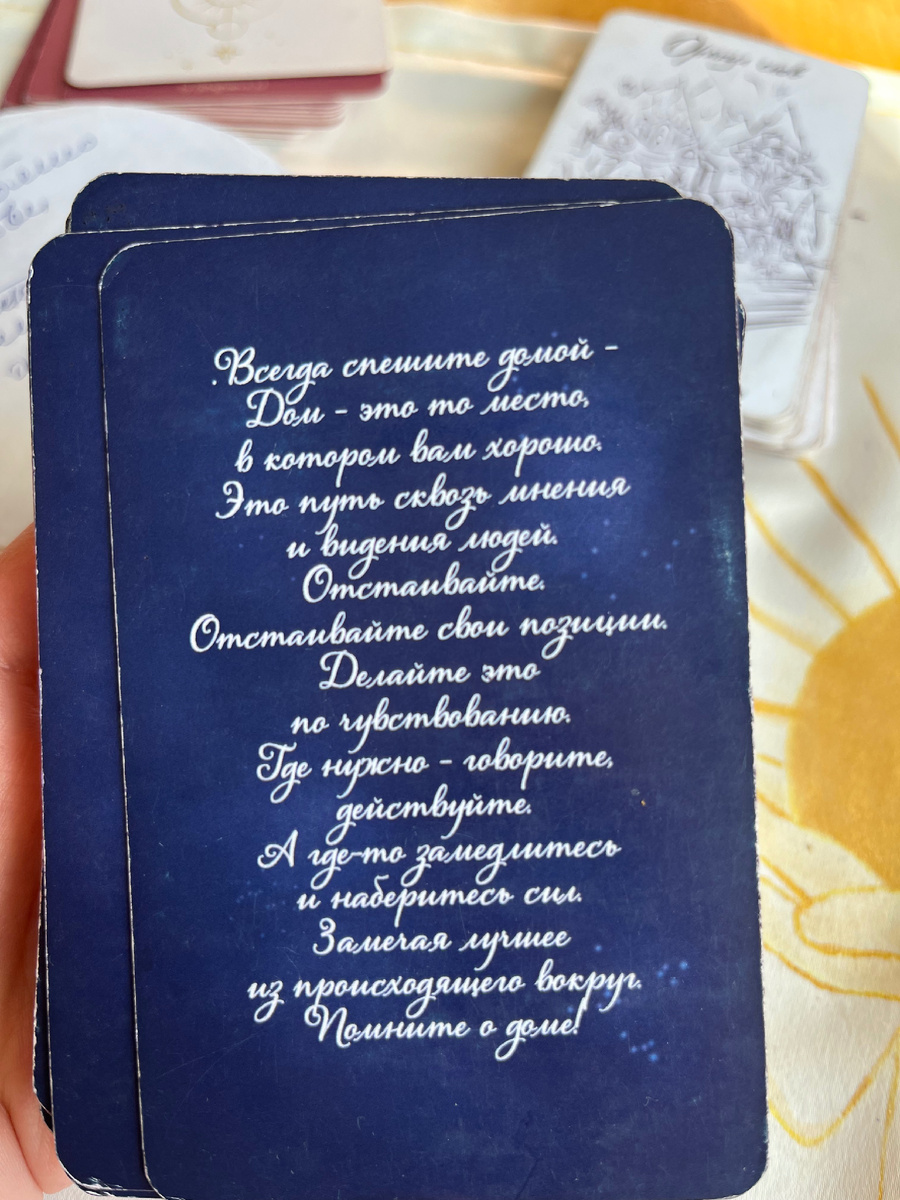 .Всегда спешите домой -
Дом - это то место,
в котором вам хорошо.
Это путь сквозь мнения
и видения людей.
Отстаивайте.
Отстаивайте свои позиции.
Делайте это
по чувствованию.
Где нужно - говорите,
действуйте.
А где-то замедлитесь
и наберитесь сил.
Замечая лучшее
из происходящего вокруг.
Помните о доме!